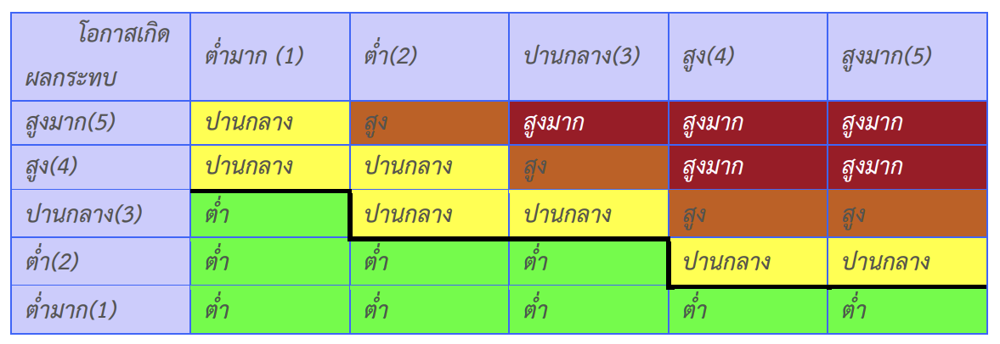 โอกาสเกิด
ผลกระทบ ต่ำมาก (1) ต่ำ(2) ปานกลาง(3) สูง(4) สูงมาก(5)
สูงมาก(5) ปานกลาง สูง สูงมาก สูงมาก สูงมาก
สูง(4) ปานกลาง ปานกลาง สูง สูงมาก สูงมาก
ปานกลาง(3) ต่ำ ปานกลาง ปานกลาง สูง สูง
ต่ำ(2) ต่ำ ต่ำ ต่ำ ปานกลาง ปานกลาง
ต่ำมาก(1) ต่ำ ต่ำ ต่ำ ต่ำ ต่ำ